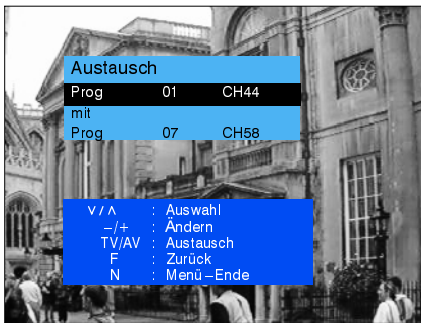 Austausch
Prog 01 CH44
mit
Prog 07 CH58
∨/∧ : Auswahl
–/+ : Ändern
TV/AV : Austausch
F : Zurück
N : Menü–Ende